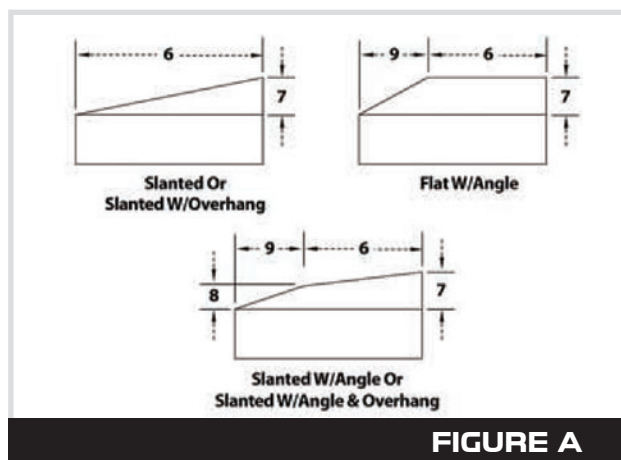 6
7
Slanted Or
Slanted W/Overhang
9
6
7
Flat W/Angle
9
6
8
7
Slanted W/Angle Or
Slanted W/Angle & Overhang
FIGURE A